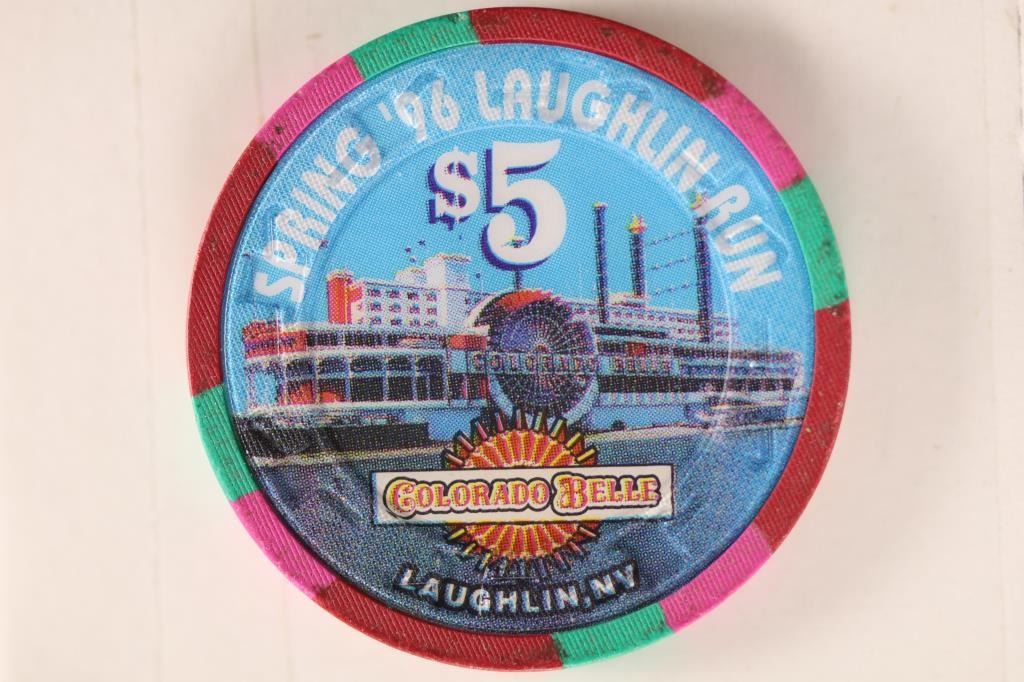 SPRING '96 LAUGHLIN RUN
$5
COLORADO BELLE
COLORADO BELLE
LAUGHLIN, NV